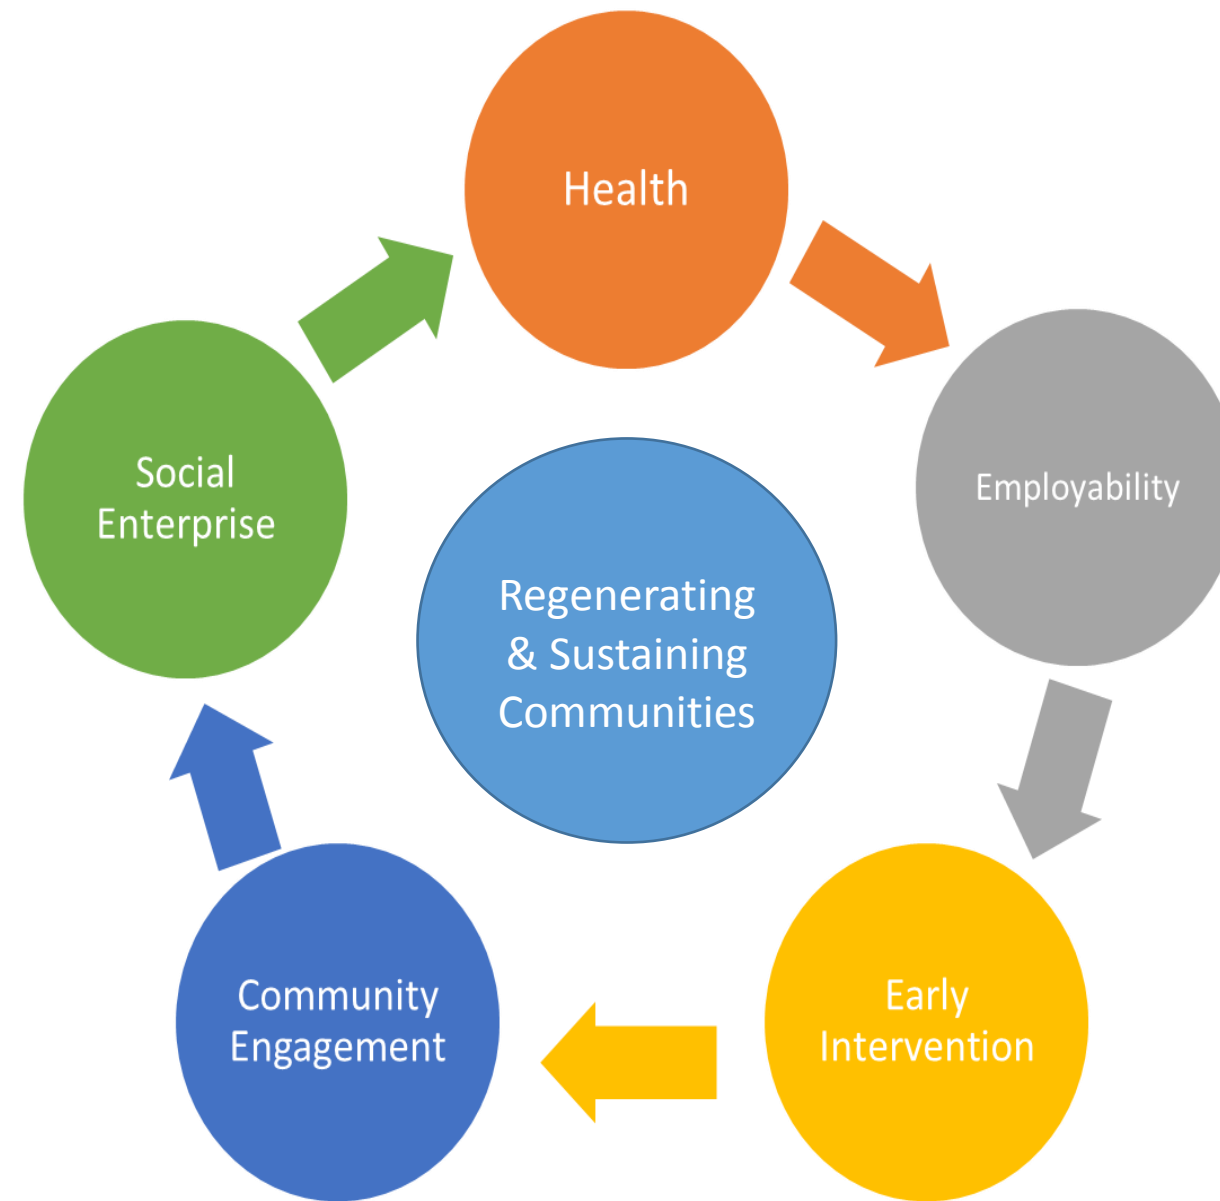 Health
Employability
Early
Intervention
Community
Engagement
Social
Enterprise
Regenerating
& Sustaining
Communities